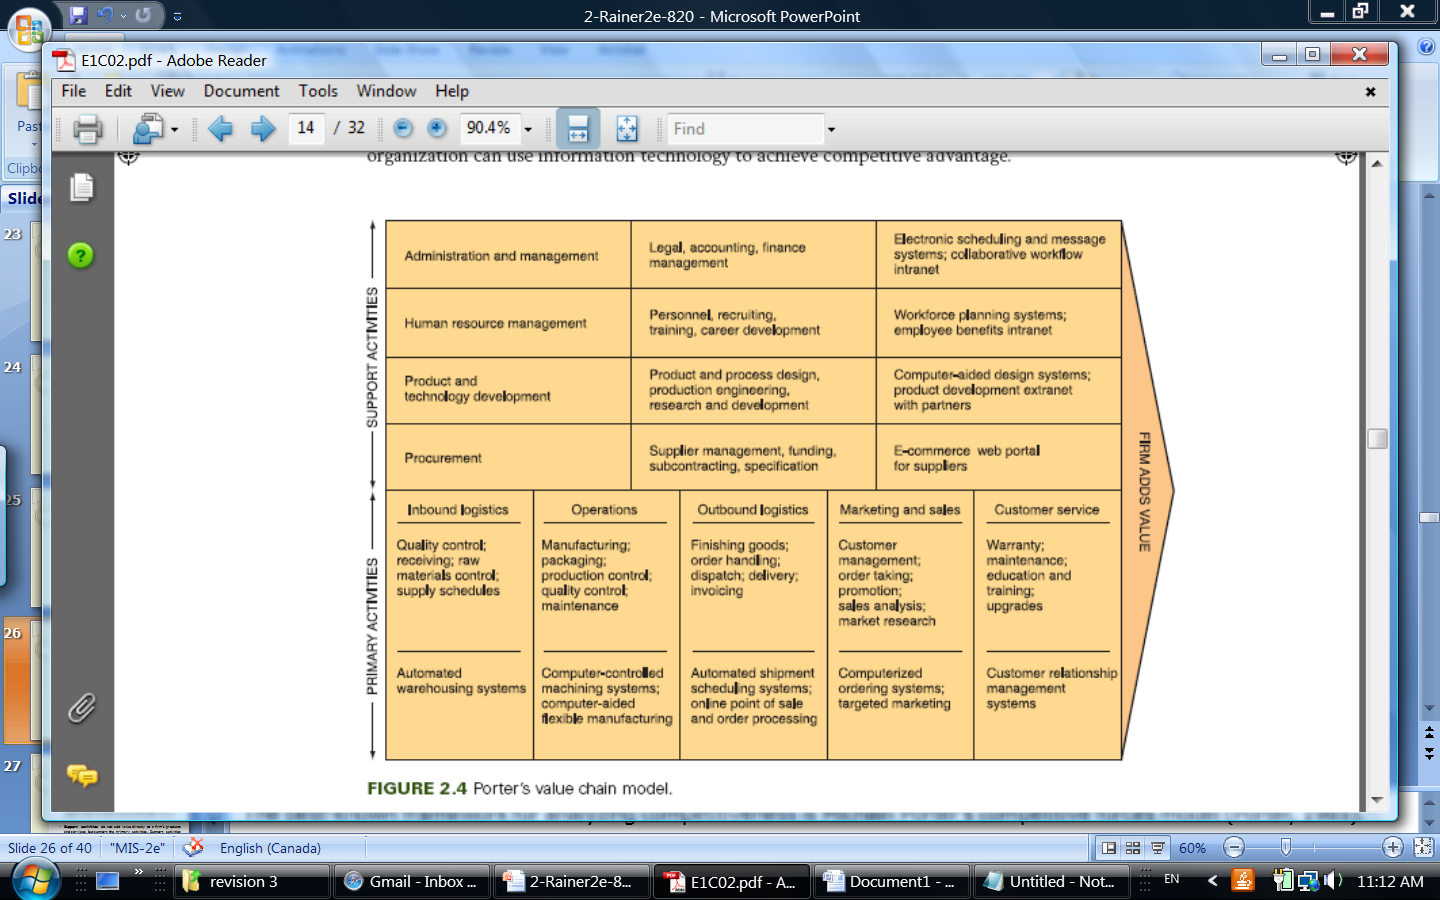 2-Rainer2e-820 - Microsoft PowerPoint
E1C02.pdf - Adobe Reader
File Edit View Document Tools Window Help
14 / 32 90.4% Find
Clipb
Slide
23
24
25
26
27
organization can use information technology to achieve competitive advantage.
SUPPORT ACTIVITIES
Administration and management
Legal, accounting, finance
management
Electronic scheduling and message
systems; collaborative workflow
intranet
Human resource management
Personnel, recruiting,
training, career development
Workforce planning systems;
employee benefits intranet
Product and
technology development
Product and process design,
production engineering,
research and development
Computer-aided design systems;
product development extranet
with partners
Procurement
Supplier management, funding,
subcontracting, specification
E-commerce web portal
for suppliers
PRIMARY ACTIVITIES
Inbound logistics
Quality control;
receiving; raw
materials control;
supply schedules
Automated
warehousing systems
Operations
Manufacturing;
packaging;
production control;
quality control;
maintenance
Computer-controlled
machining systems;
computer-aided
flexible manufacturing
Outbound logistics
Finishing goods;
order handling;
dispatch; delivery;
invoicing
Automated shipment
scheduling systems;
online point of sale
and order processing
Marketing and sales
Customer
management;
order taking;
promotion;
sales analysis;
market research
Computerized
ordering systems;
targeted marketing
Customer service
Warranty;
maintenance;
education and
training;
upgrades
Customer relationship
management
systems
FIRM ADDS VALUE
FIGURE 2.4 Porter's value chain model.
Slide 26 of 40 "MIS-2e" English (Canada) 60%
revision 3 Gmail - Inbox ... 2-Rainer2e-8... E1C02.pdf - A... Document1 - ... Untitled - Not... EN 11:12 AM